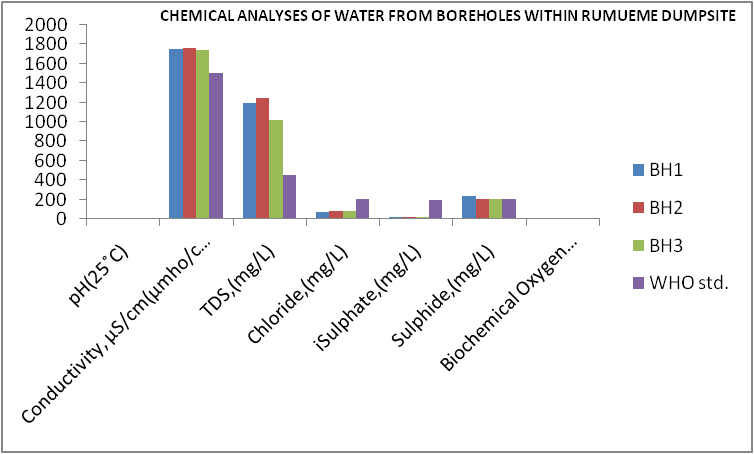 CHEMICAL ANALYSES OF WATER FROM BOREHOLES WITHIN RUMUEME DUMPSITE
2000
1800
1600
1400
1200
1000
800
600
400
200
0
pH(25˚C)
Conductivity, µS/cm(µmho/c...
TDS,(mg/L)
Chloride,(mg/L)
iSulphate,(mg/L)
Sulphide,(mg/L)
Biochemical Oxygen...
BH1
BH2
BH3
WHO std.